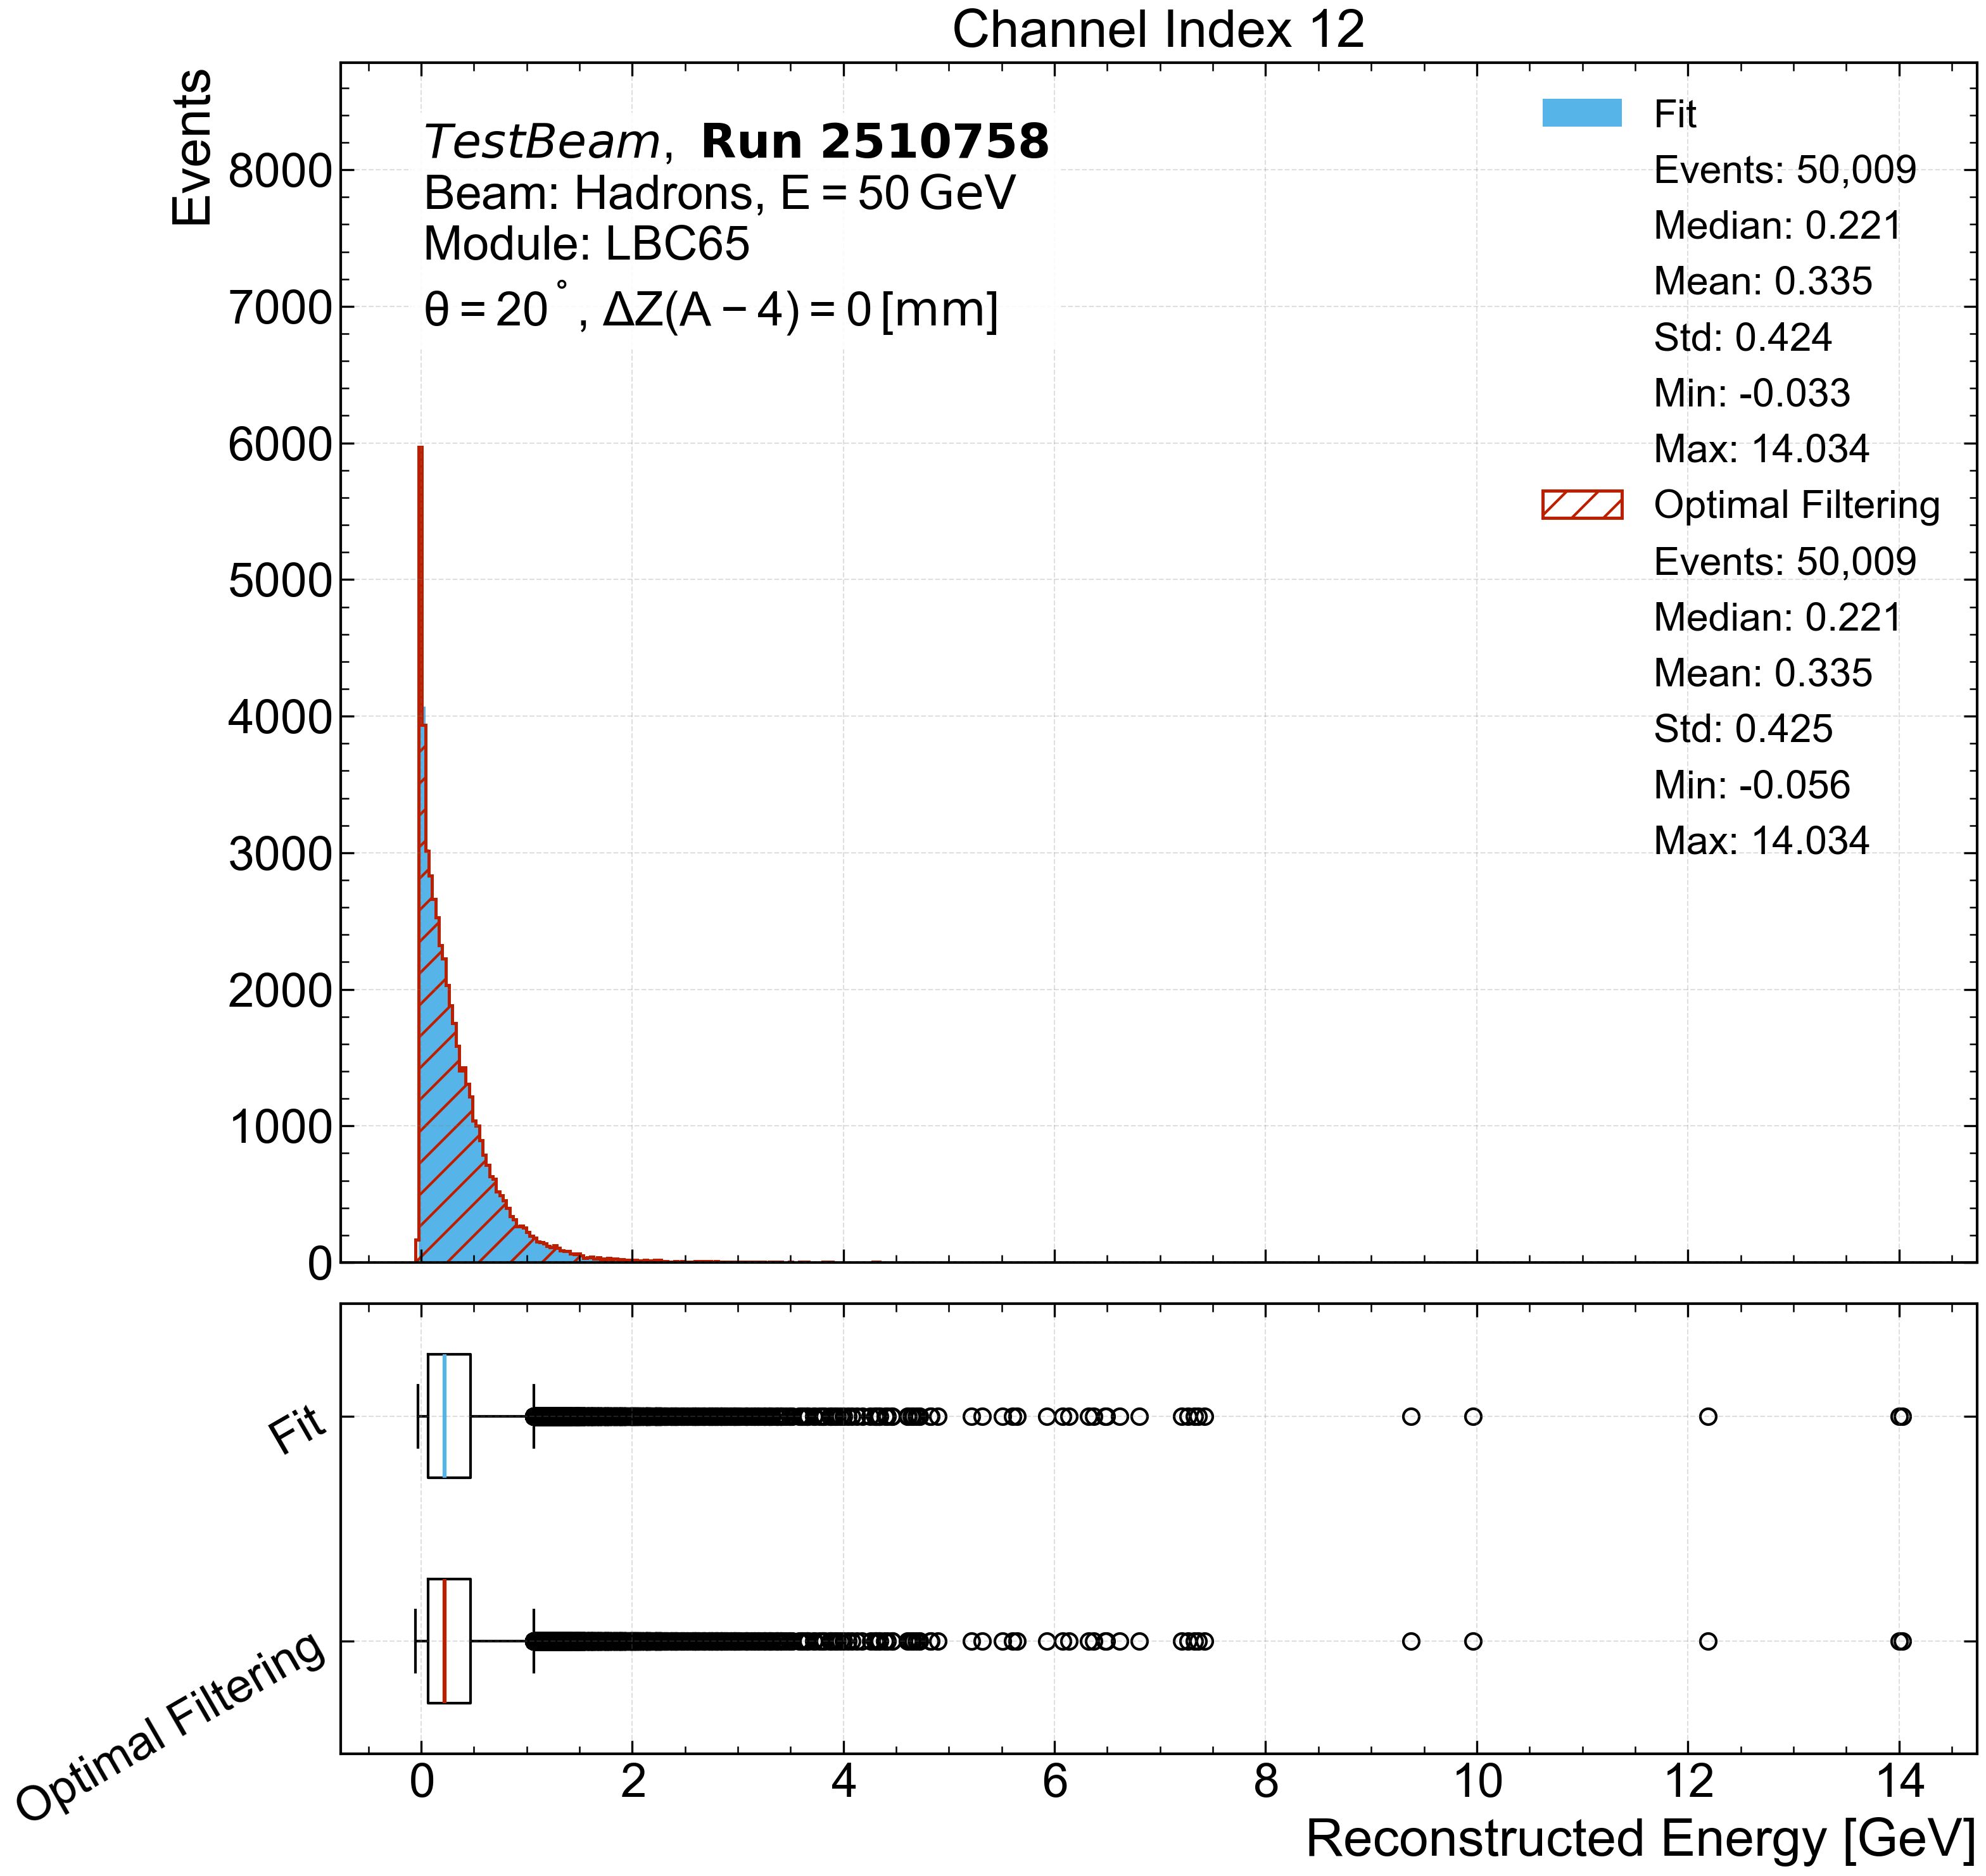 Channel Index 12
Events
8000
7000
6000
5000
4000
3000
2000
1000
0
TestBeam, Run 2510758
Beam: Hadrons, E = 50 GeV
Module: LBC65
θ = 20°, ΔZ(A − 4) = 0 [mm]
Fit
Events: 50,009
Median: 0.221
Mean: 0.335
Std: 0.424
Min: -0.033
Max: 14.034
Optimal Filtering
Events: 50,009
Median: 0.221
Mean: 0.335
Std: 0.425
Min: -0.056
Max: 14.034
Fit
Optimal Filtering
0 2 4 6 8 10 12 14
Reconstructed Energy [GeV]